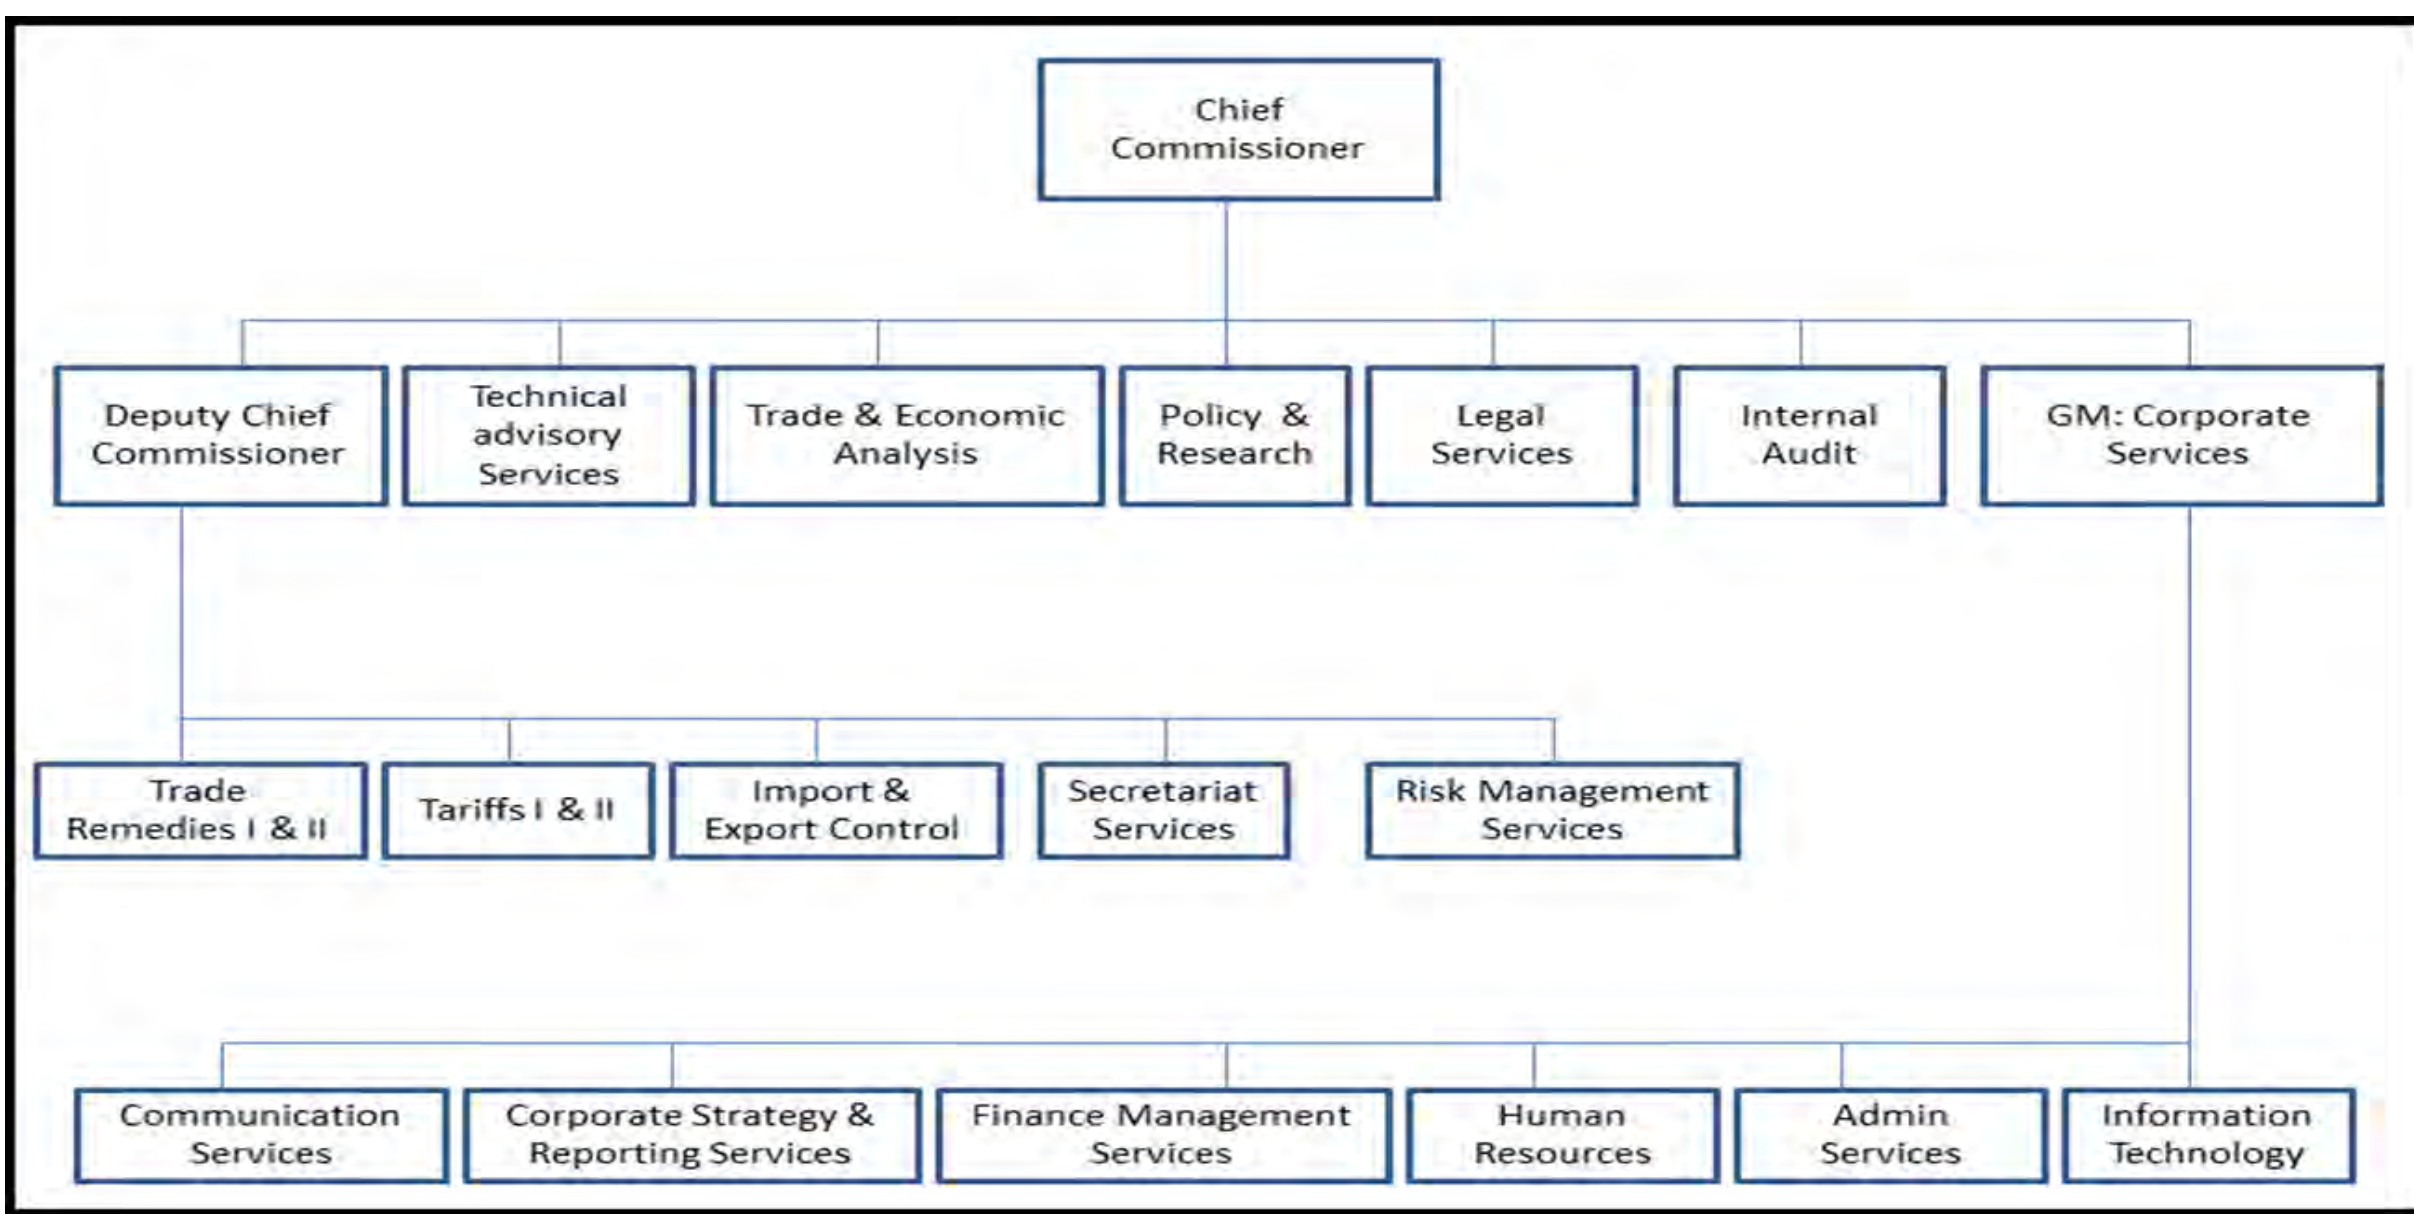 Chief
Commissioner
Deputy Chief
Commissioner
Technical
advisory
Services
Trade & Economic
Analysis
Policy &
Research
Legal
Services
Internal
Audit
GM: Corporate
Services
Trade
Remedies I & II
Tariffs I & II
Import &
Export Control
Secretariat
Services
Risk Management
Services
Communication
Services
Corporate Strategy &
Reporting Services
Finance Management
Services
Human
Resources
Admin
Services
Information
Technology